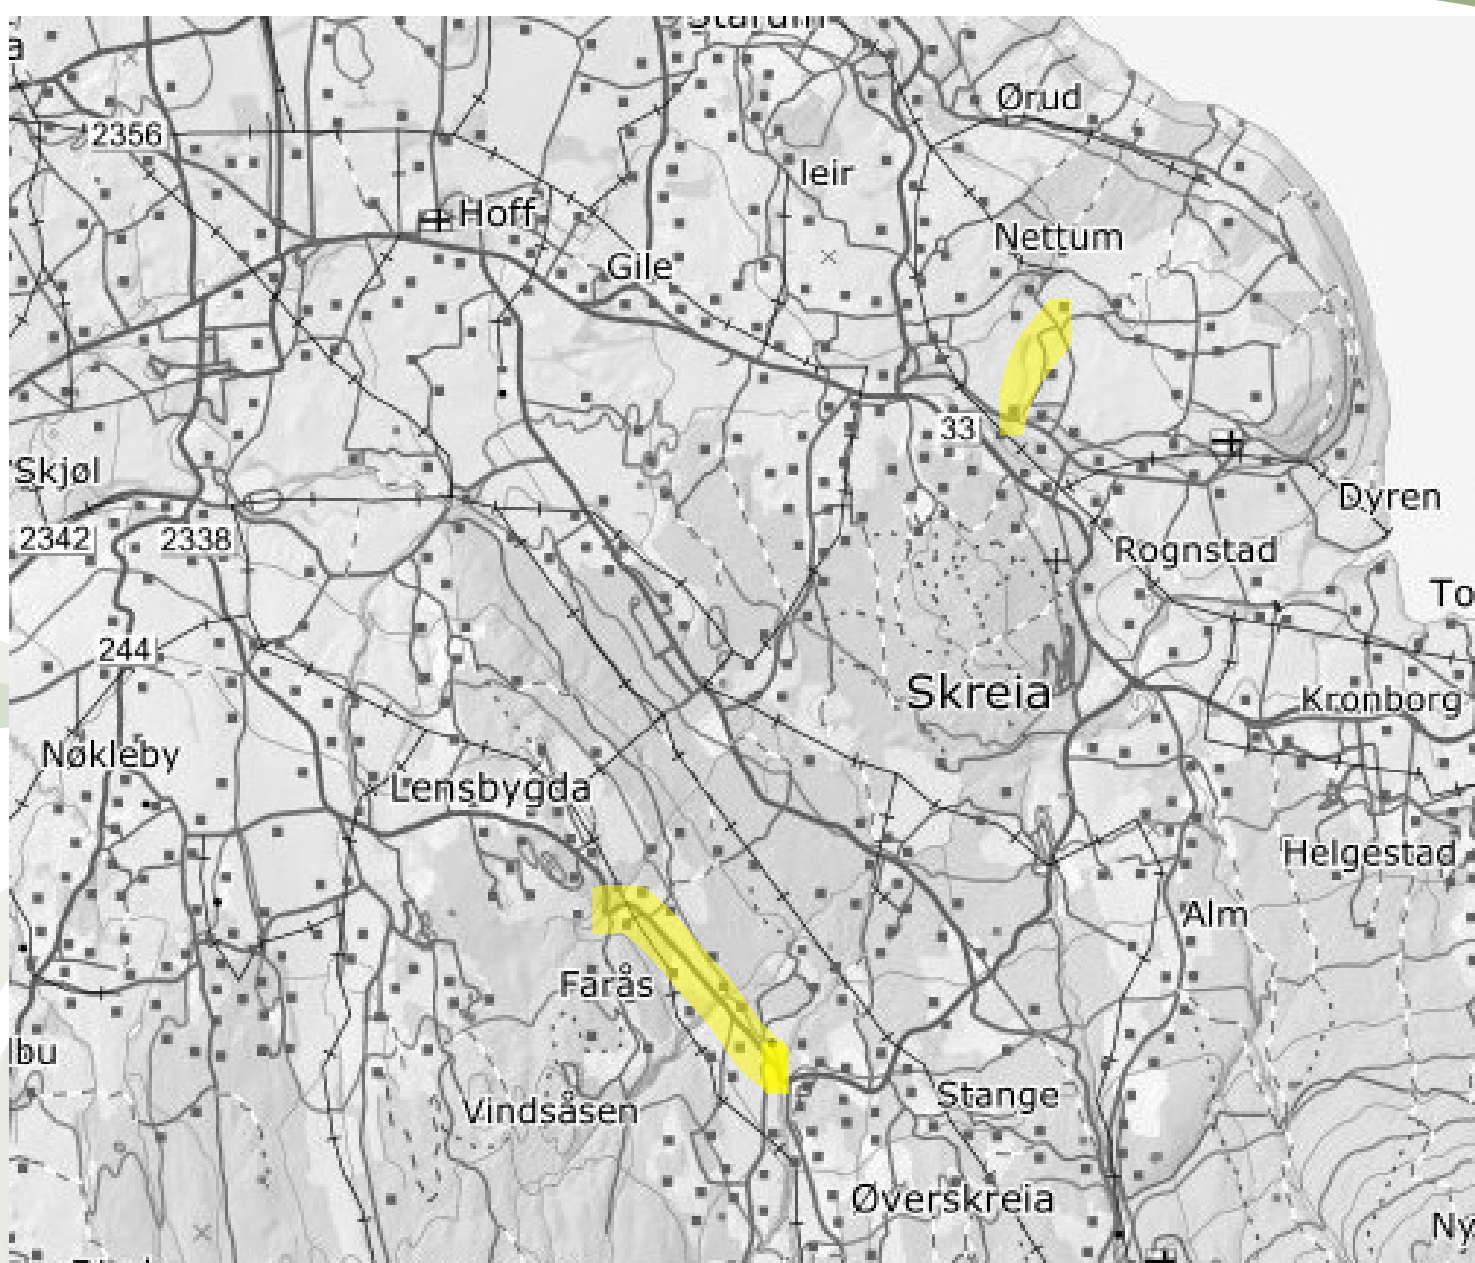 Ørud
2356
leir
Hoff
Nettum
Gile
33
Skjøl
Dyren
2342
2338
Rognstad
To
244
Skreia
Kronborg
Nøkleby
Lensbygda
Helgestad
Alm
Farås
lbu
Stange
Vindsåsen
Øverskreia
Ny